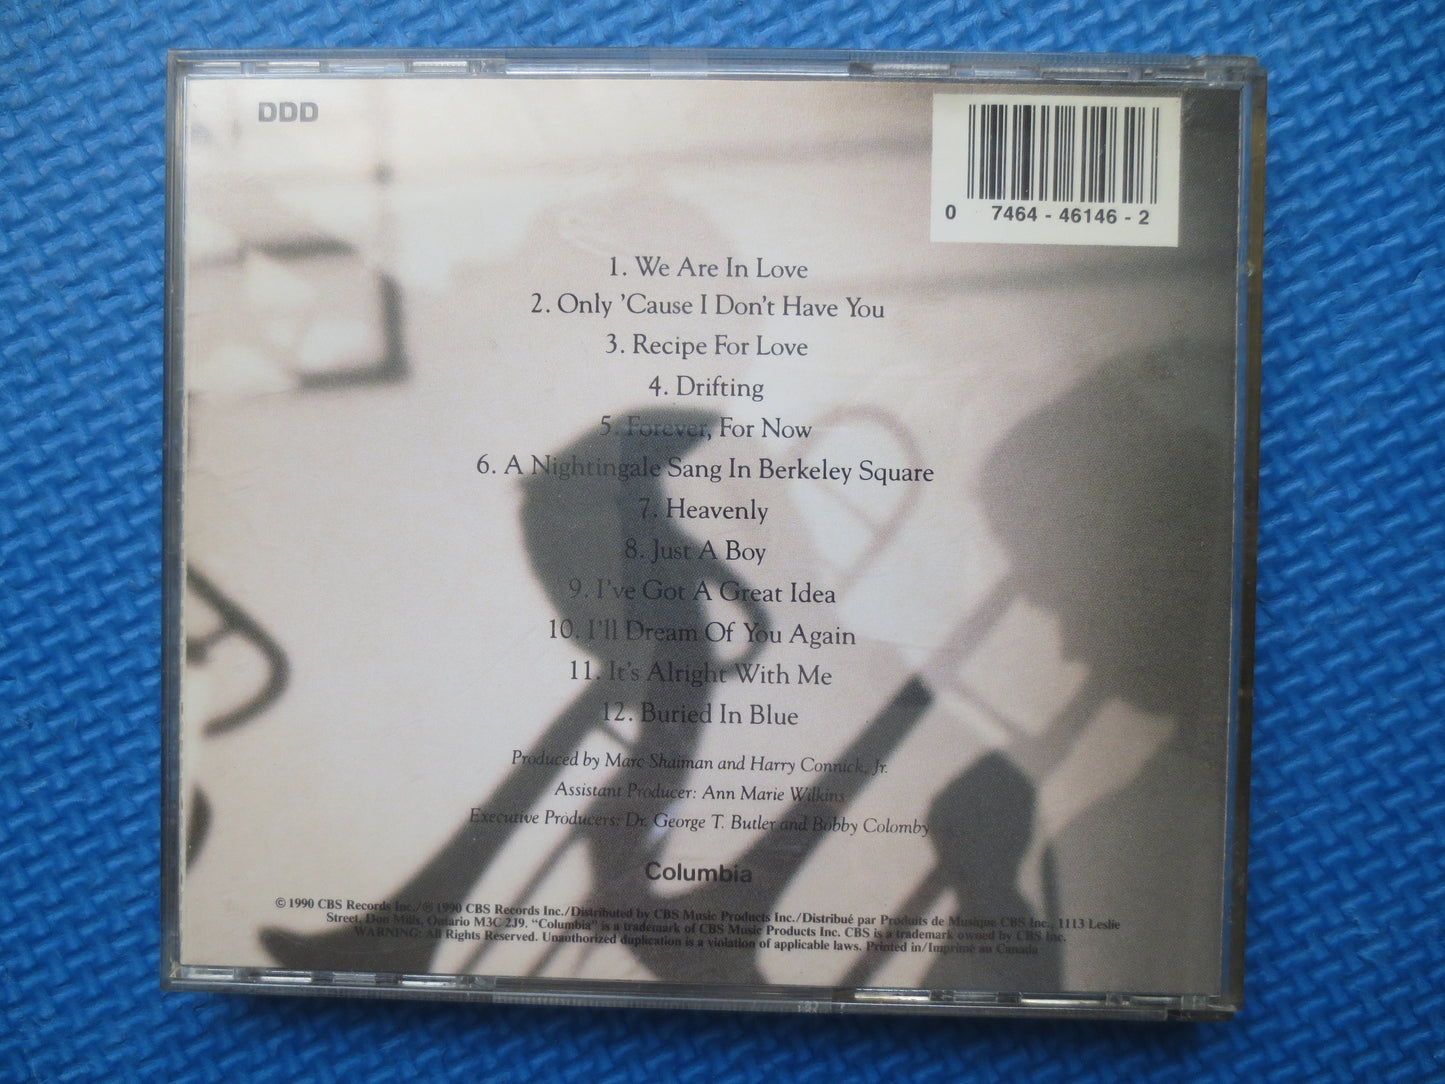 DDD
0 7464 - 46146 - 2
1. We Are In Love
2. Only 'Cause I Don't Have You
3. Recipe For Love
4. Drifting
5. Forever, For Now
6. A Nightingale Sang In Berkeley Square
7. Heavenly
8. Just A Boy
9. I've Got A Great Idea
10. I'll Dream Of You Again
11. It's Alright With Me
12. Buried In Blue
Produced by Marc Shaiman and Harry Connick, Jr.
Assistant Producer: Ann Marie Wilkins
Executive Producers: Dr. George T. Butler and Bobby Colomby
Columbia
© 1990 CBS Records Inc./℗ 1990 CBS Records Inc./Distributed by CBS Music Products Inc./Distribué par Produits de Musique CBS Inc., 1113 Leslie
Street, Don Mills, Ontario M3C 2J9. "Columbia" is a trademark of CBS Music Products Inc. CBS is a trademark owned by CBS Inc.
WARNING: All Rights Reserved. Unauthorized duplication is a violation of applicable laws. Printed in/Imprimé au Canada